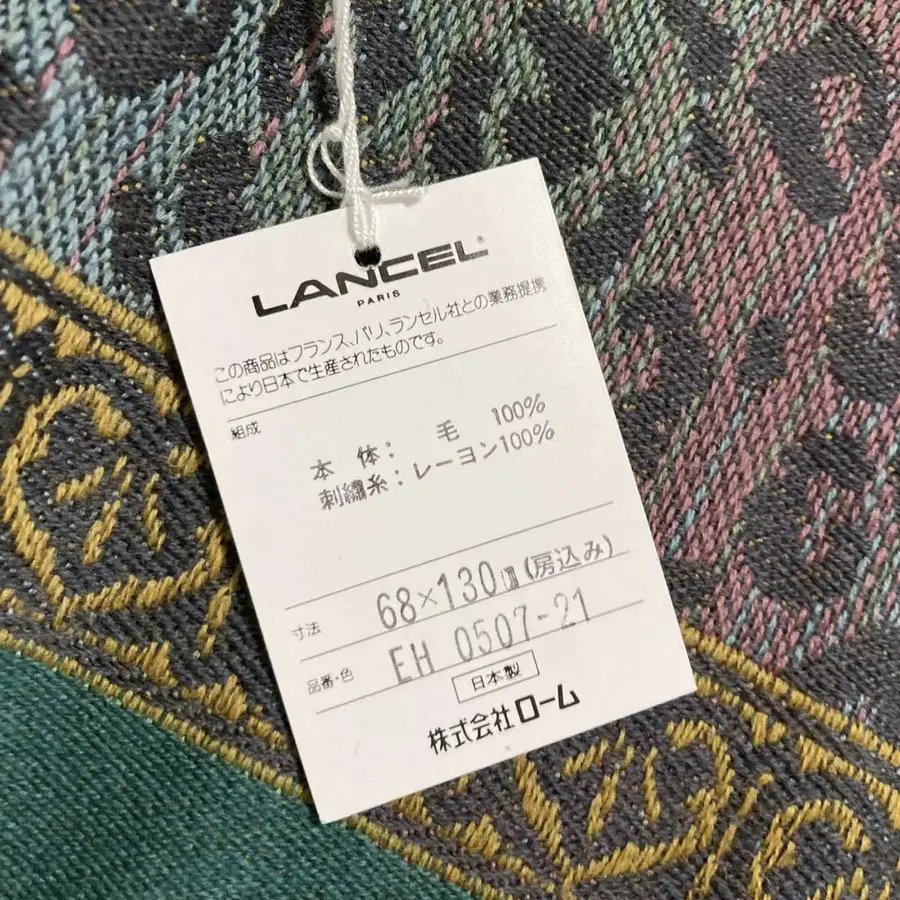 LANCEL®
PARIS
この商品はフランス、パリ、ランセル社との業務提携
により日本で生産されたものです。
組成
本 体： 毛 100%
刺繍糸：レーヨン100%
寸法 68×130㎝(房込み)
品番・色 EH 0507-21
日本製
株式会社ローム